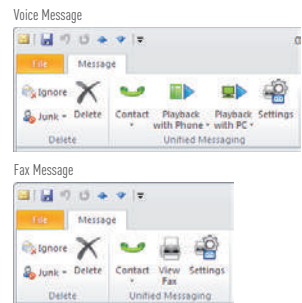 Voice Message
File Message
Ignore
Junk Delete Contact Playback with Phone Playback with PC Settings
Delete Unified Messaging
Fax Message
File Message
Ignore
Junk Delete Contact View Fax Settings
Delete Unified Messaging